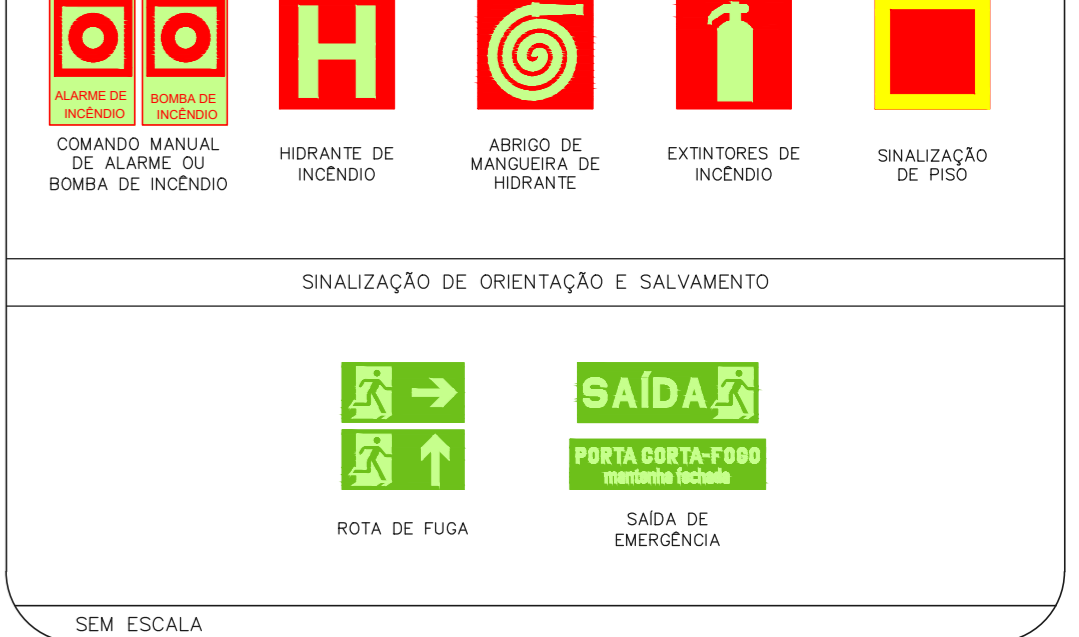 ALARME DE
INCÊNDIO
BOMBA DE
INCÊNDIO
H
COMANDO MANUAL
DE ALARME OU
BOMBA DE INCÊNDIO
HIDRANTE DE
INCÊNDIO
ABRIGO DE
MANGUEIRA DE
HIDRANTE
EXTINTORES DE
INCÊNDIO
SINALIZAÇÃO
DE PISO
SINALIZAÇÃO DE ORIENTAÇÃO E SALVAMENTO
SAÍDA
PORTA CORTA-FOGO
mantenha fechada
ROTA DE FUGA
SAÍDA DE
EMERGÊNCIA
SEM ESCALA